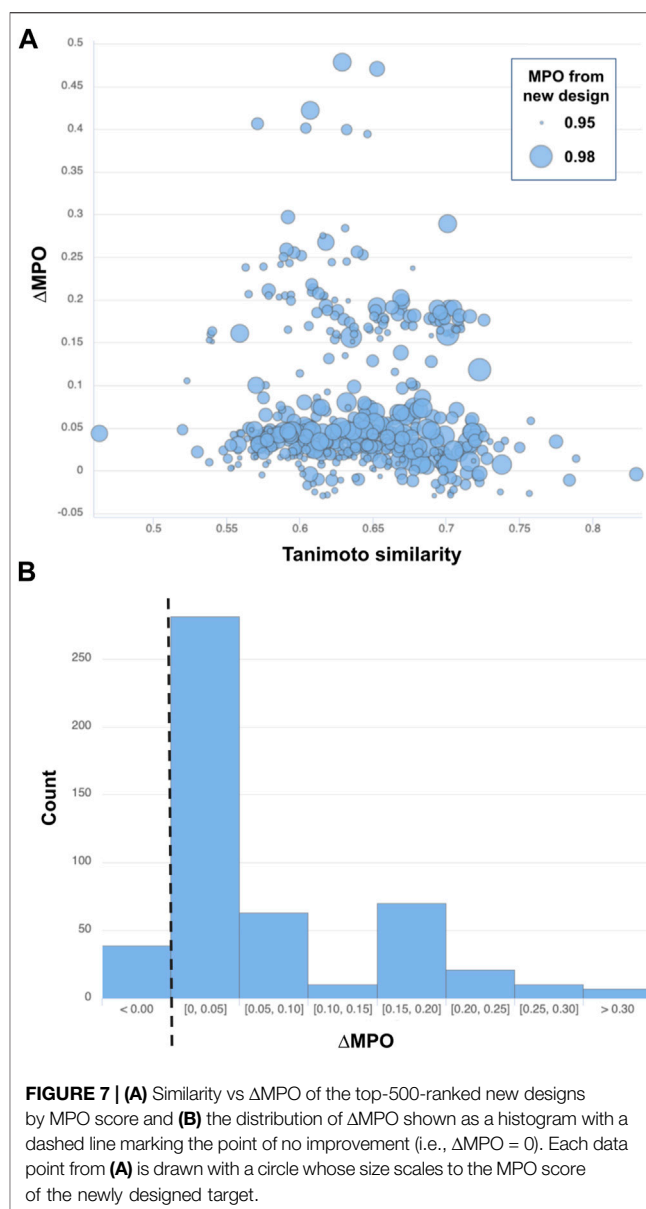 A
0.5
0.45
0.4
0.35
0.3
0.25
0.2
0.15
0.1
0.05
0
-0.05
ΔMPO
MPO from
new design
0.95
0.98
0.5 0.55 0.6 0.65 0.7 0.75 0.8
Tanimoto similarity
B
250
200
150
100
50
0
Count
< 0.00 [0, 0.05] [0.05, 0.10] [0.10, 0.15] [0.15, 0.20] [0.20, 0.25] [0.25, 0.30] > 0.30
ΔMPO
FIGURE 7 | (A) Similarity vs ΔMPO of the top-500-ranked new designs
by MPO score and (B) the distribution of ΔMPO shown as a histogram with a
dashed line marking the point of no improvement (i.e., ΔMPO = 0). Each data
point from (A) is drawn with a circle whose size scales to the MPO score
of the newly designed target.